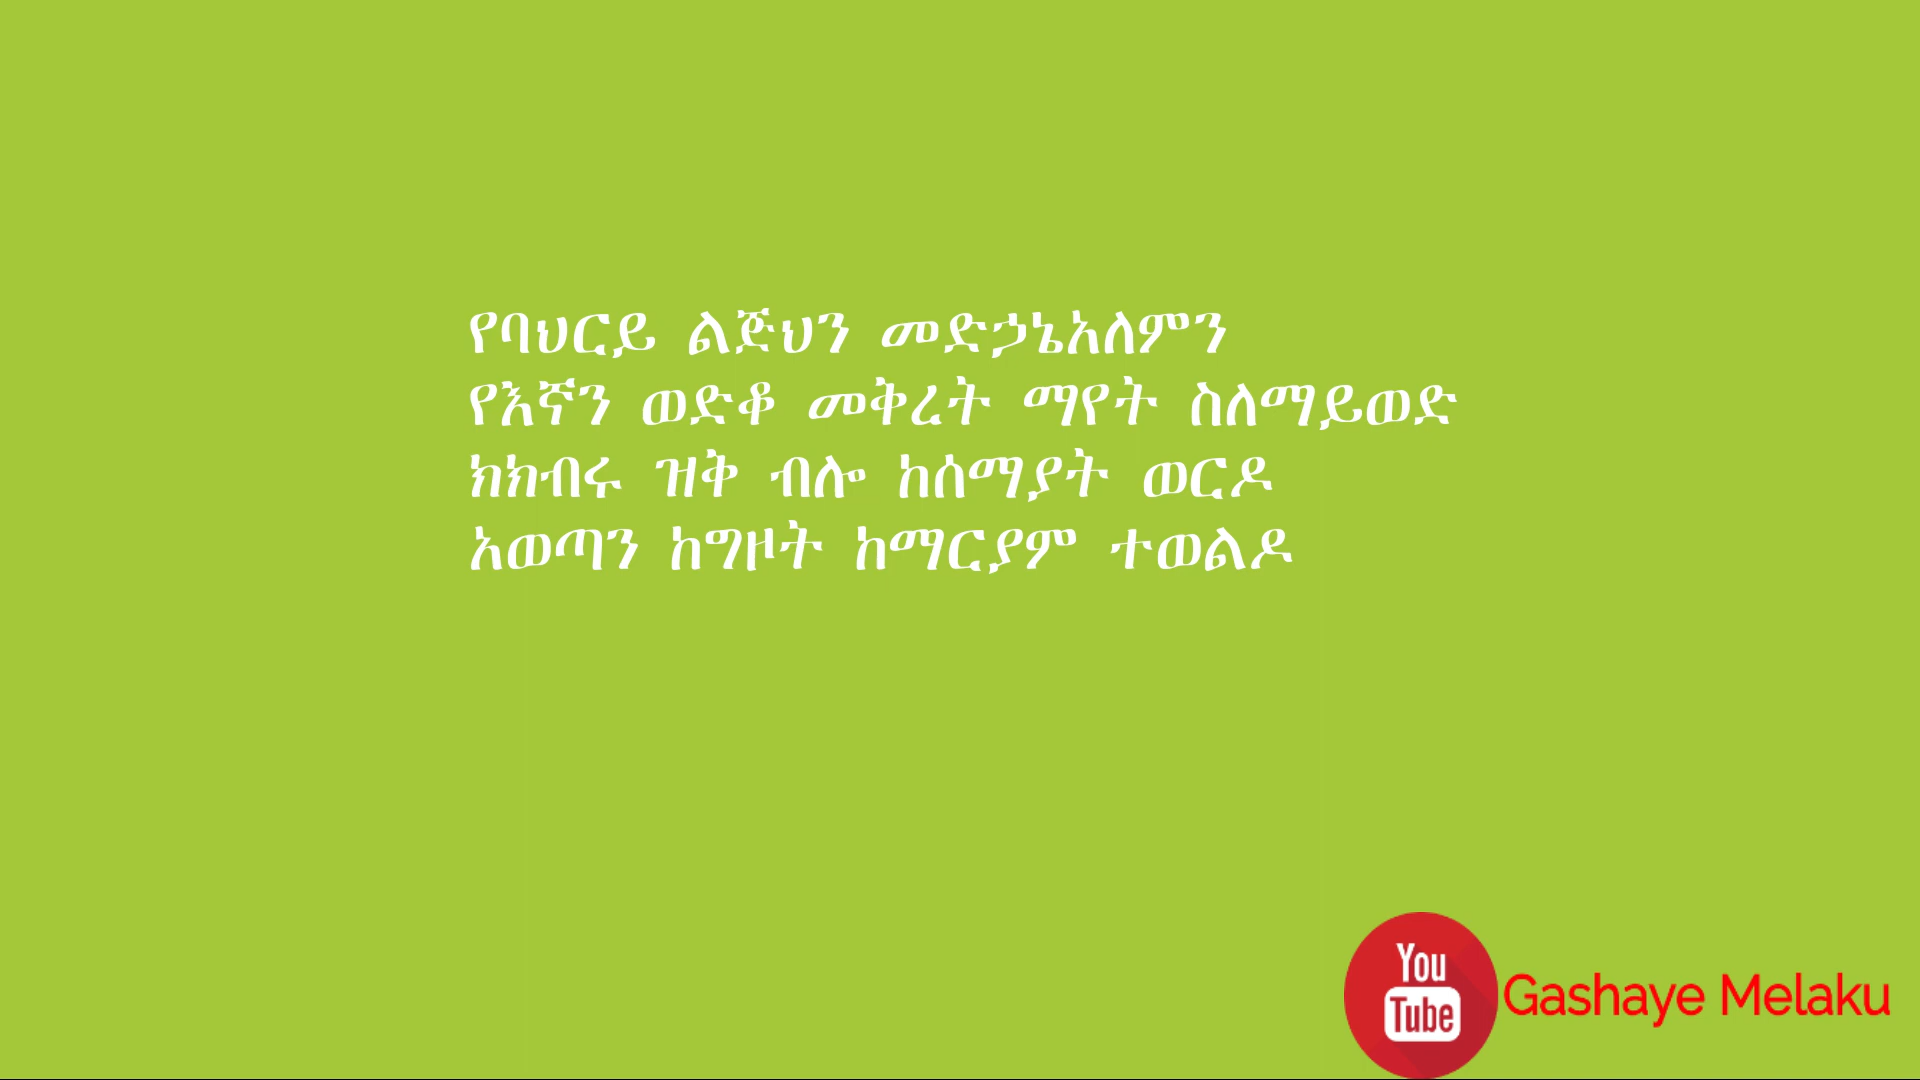 የባህርይ ልጅህን መድኃኔአለምን
የእኛን ወድቆ መቅረት ማየት ስለማይወድ
ክክብሩ ዝቅ ብሎ ከሰማያት ወርዶ
አወጣን ከግዞት ከማርያም ተወልዶ
You
Tube
Gashaye Melaku